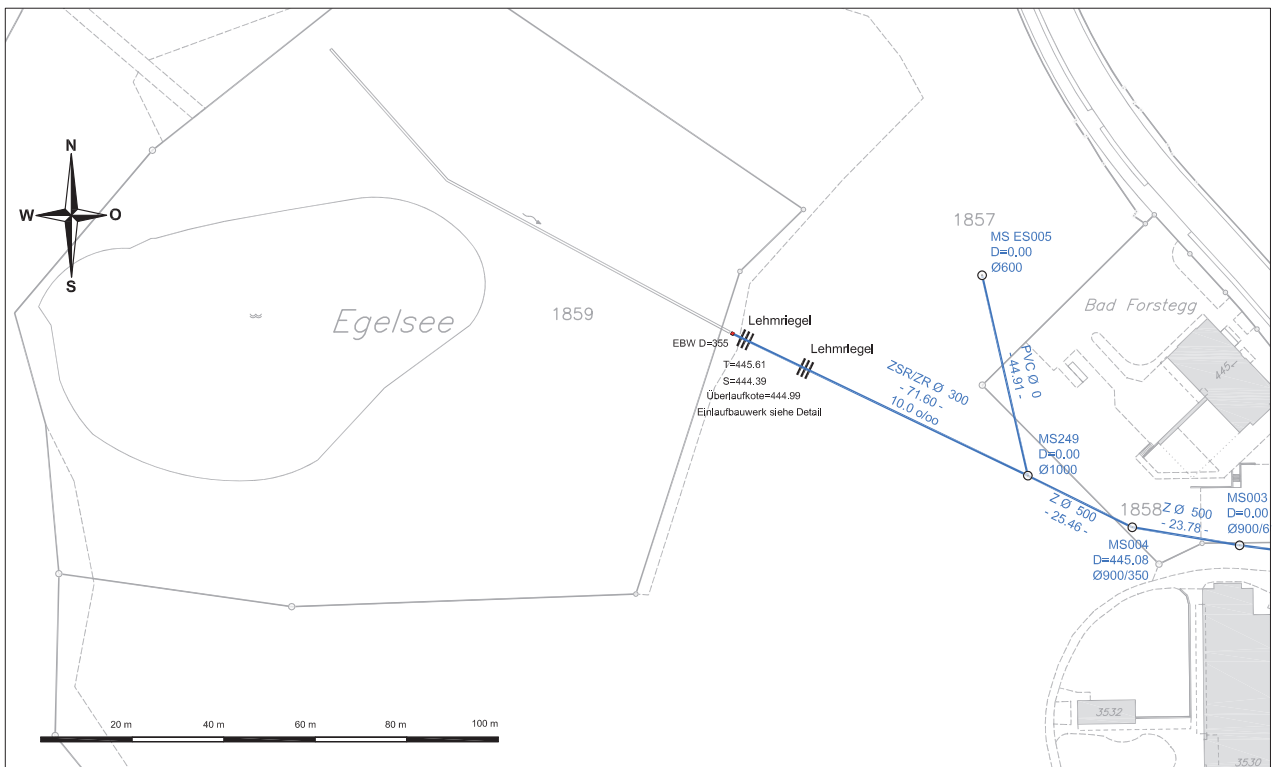 N
W
O
S
Egelsee
1859
1857
MS ES005
D=0.00
Ø600
Bad Forstegg
445
Lehmriegel
Lehmriegel
EBW D=355
T=445.61
S=444.39
Überlaufkote=444.99
Einlaufbauwerk siehe Detail
ZSR/ZR Ø 300
- 71.60 -
10.0 o/oo
PVC Ø 0
- 44.91 -
MS249
D=0.00
Ø1000
Z Ø 500
- 25.46 -
1858
Z Ø 500
- 23.78 -
MS003
D=0.00
Ø900/6
MS004
D=445.08
Ø900/350
3532
3530
20 m
40 m
60 m
80 m
100 m